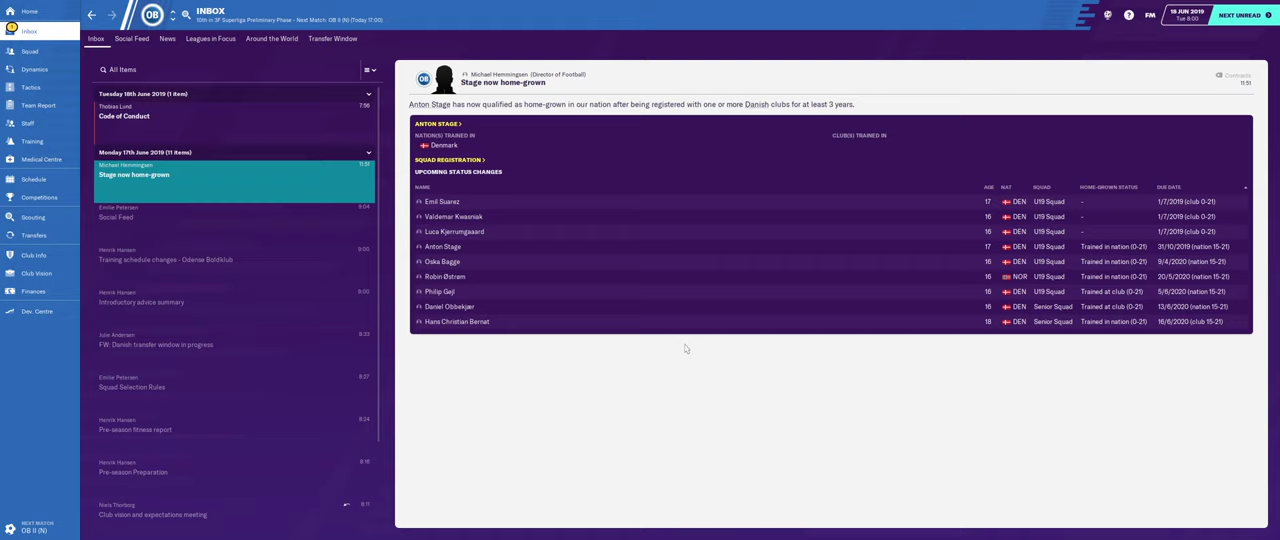 Home
Inbox
Squad
Dynamics
Tactics
Team Report
Staff
Training
Medical Centre
Schedule
Competitions
Scouting
Transfers
Club Info
Club Vision
Finances
Dev. Centre
NEXT MATCH
OB II (N)
OB
INBOX
10th in 3F Superliga Preliminary Phase - Next Match: OB II (N) (Today 17:00)
FM
18 JUN 2019
Tue 8:00
NEXT UNREAD
Inbox Social Feed News Leagues in Focus Around the World Transfer Window
All Items
Tuesday 18th June 2019 (1 item)
Thobias Lund 7:56
Code of Conduct
Monday 17th June 2019 (11 items)
Michael Hemmingsen 11:51
Stage now home-grown
Emilie Petersen 9:04
Social Feed
Henrik Hansen 9:00
Training schedule changes - Odense Boldklub
Henrik Hansen 9:00
Introductory advice summary
Julie Andersen 8:33
FW: Danish transfer window in progress
Emilie Petersen 8:27
Squad Selection Rules
Henrik Hansen 8:24
Pre-season fitness report
Henrik Hansen 8:16
Pre-season Preparation
Niels Thorborg 8:11
Club vision and expectations meeting
OB
Michael Hemmingsen (Director of Football)
Stage now home-grown
Contracts
11:51
Anton Stage has now qualified as home-grown in our nation after being registered with one or more Danish clubs for at least 3 years.
ANTON STAGE >
NATION(S) TRAINED IN CLUB(S) TRAINED IN
Denmark
SQUAD REGISTRATION >
UPCOMING STATUS CHANGES
NAME AGE NAT SQUAD HOME-GROWN STATUS DUE DATE
Emil Suarez 17 DEN U19 Squad - 1/7/2019 (club 0-21)
Valdemar Kwasniak 16 DEN U19 Squad - 1/7/2019 (club 0-21)
Luca Kjerrumgaard 16 DEN U19 Squad - 1/7/2019 (club 0-21)
Anton Stage 17 DEN U19 Squad Trained in nation (0-21) 31/10/2019 (nation 15-21)
Oska Bagge 16 DEN U19 Squad Trained in nation (0-21) 9/4/2020 (nation 15-21)
Robin Østrøm 16 NOR U19 Squad Trained in nation (0-21) 20/5/2020 (nation 15-21)
Philip Gejl 16 DEN U19 Squad Trained at club (0-21) 5/6/2020 (nation 15-21)
Daniel Obbekjær 16 DEN Senior Squad Trained at club (0-21) 13/6/2020 (nation 15-21)
Hans Christian Bernat 18 DEN Senior Squad Trained in nation (0-21) 16/6/2020 (club 15-21)